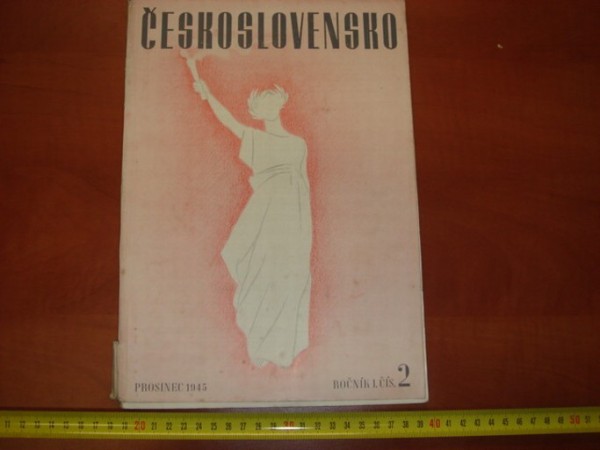 ČESKOSLOVENSKO
PROSINEC 1945
ROČNÍK I. ČÍS. 2